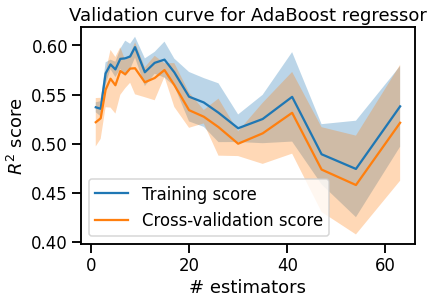 Validation curve for AdaBoost regressor
0.60
0.55
0.50
0.45
0.40
R² score
Training score
Cross-validation score
0 20 40 60
# estimators